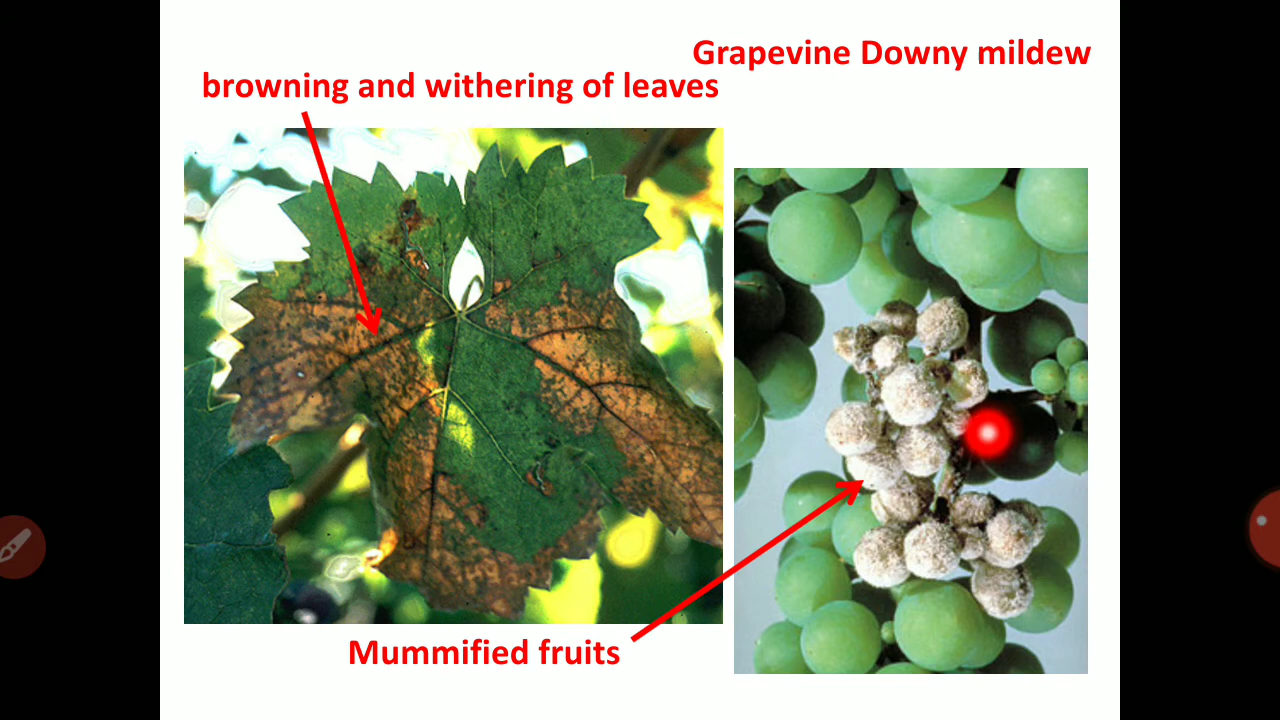 Grapevine Downy mildew
browning and withering of leaves
Mummified fruits